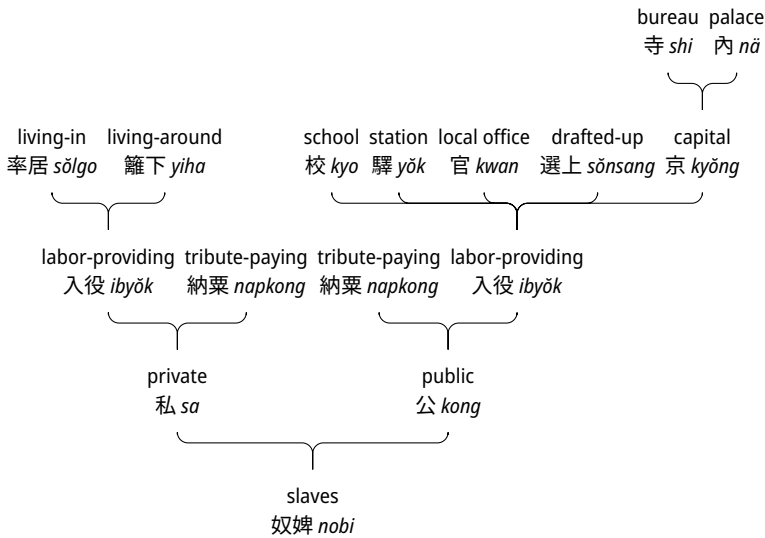 bureau palace
寺 shi 內 nä
living-in living-around school station local office drafted-up capital
率居 sŏlgo 籬下 yiha 校 kyo 驛 yŏk 官 kwan 選上 sŏnsang 京 kyŏng
labor-providing tribute-paying tribute-paying labor-providing
入役 ibyŏk 納粟 napkong 納粟 napkong 入役 ibyŏk
private public
私 sa 公 kong
slaves
奴婢 nobi